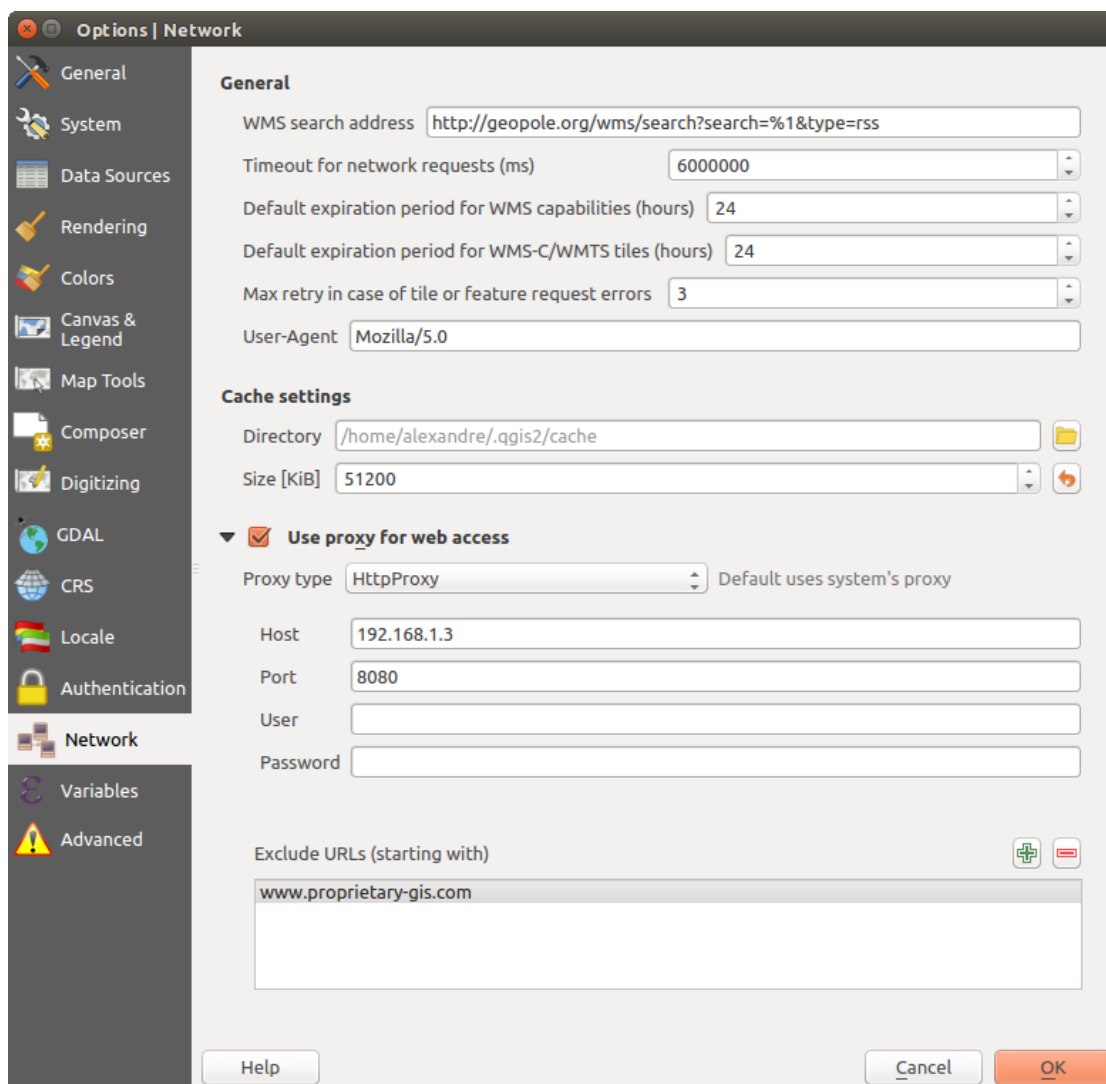 Options | Network
General
System
Data Sources
Rendering
Colors
Canvas &
Legend
Map Tools
Composer
Digitizing
GDAL
CRS
Locale
Authentication
Network
Variables
Advanced
General
WMS search address http://geopole.org/wms/search?search=%1&type=rss
Timeout for network requests (ms) 6000000
Default expiration period for WMS capabilities (hours) 24
Default expiration period for WMS-C/WMTS tiles (hours) 24
Max retry in case of tile or feature request errors 3
User-Agent Mozilla/5.0
Cache settings
Directory /home/alexandre/.qgis2/cache
Size [KiB] 51200
Use proxy for web access
Proxy type HttpProxy Default uses system's proxy
Host 192.168.1.3
Port 8080
User
Password
Exclude URLs (starting with)
www.proprietary-gis.com
Help Cancel OK